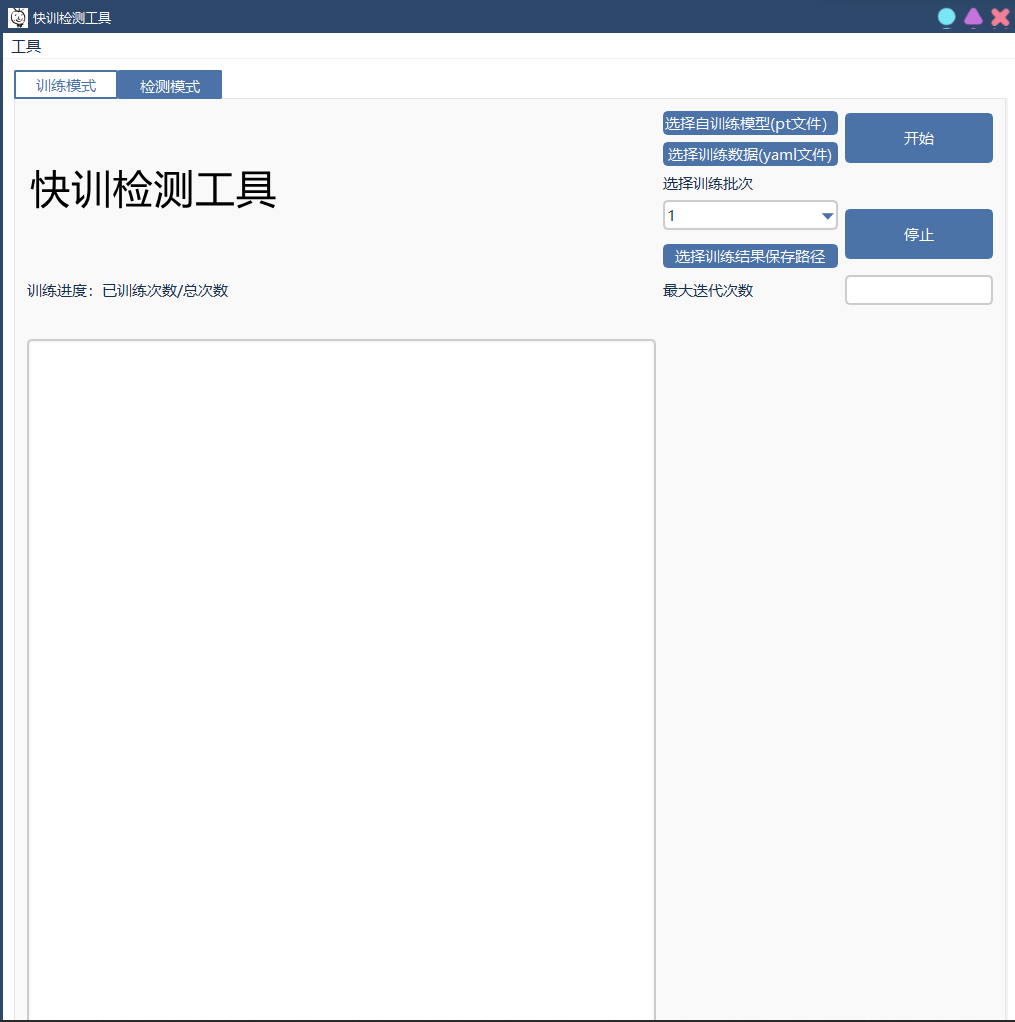 快训检测工具
工具
训练模式 检测模式
选择自训练模型(pt文件)
开始
选择训练数据(yaml文件)
选择训练批次
快训检测工具
1
停止
选择训练结果保存路径
训练进度：已训练次数/总次数
最大迭代次数